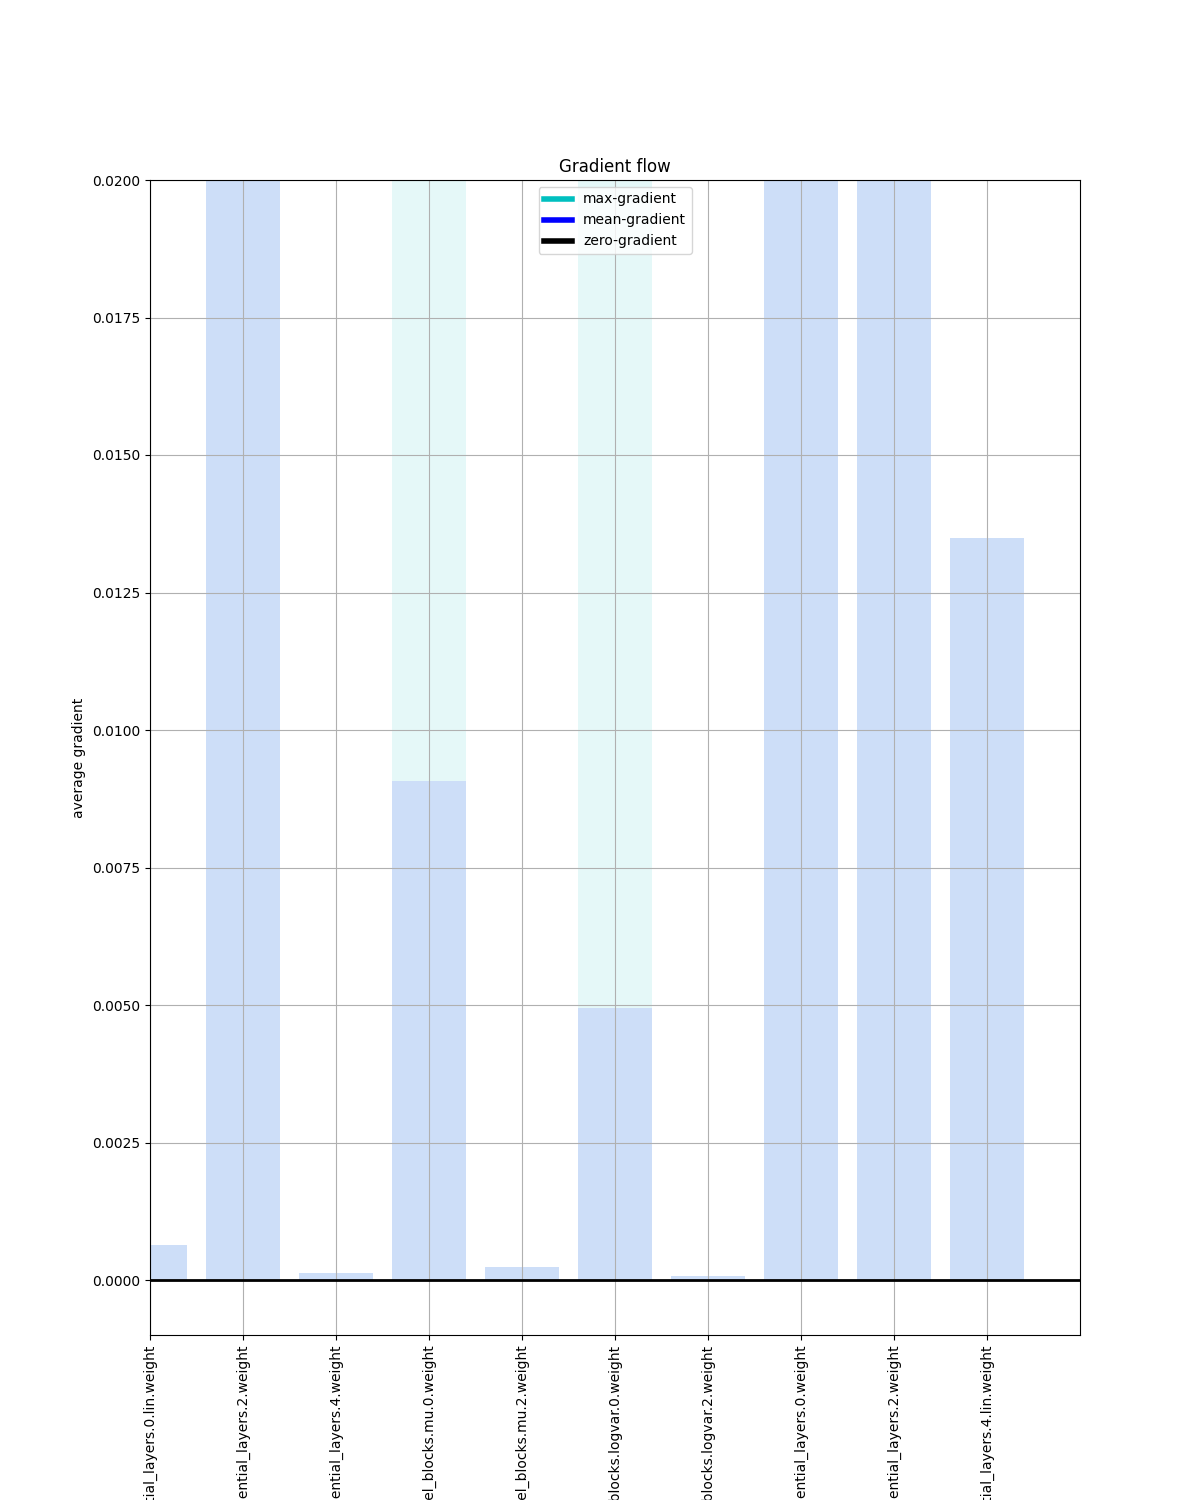 Gradient flow
max-gradient
mean-gradient
zero-gradient
0.0200
0.0175
0.0150
0.0125
0.0100
0.0075
0.0050
0.0025
0.0000
average gradient
tial_layers.0.lin.weight
ential_layers.2.weight
ential_layers.4.weight
el_blocks.mu.0.weight
el_blocks.mu.2.weight
blocks.logvar.0.weight
blocks.logvar.2.weight
ential_layers.0.weight
ential_layers.2.weight
tial_layers.4.lin.weight